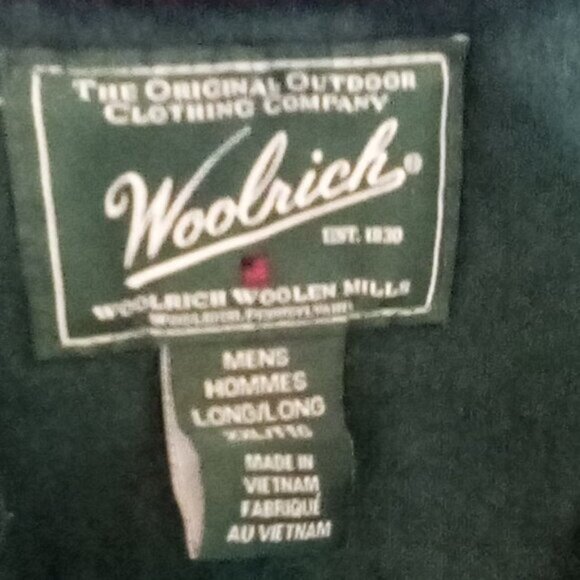 THE ORIGINAL OUTDOOR
CLOTHING COMPANY
Woolrich®
EST. 1830
WOOLRICH WOOLEN MILLS
MENS
HOMMES
LONG/LONG
MADE IN
VIETNAM
FABRIQUÉ
AU VIETNAM